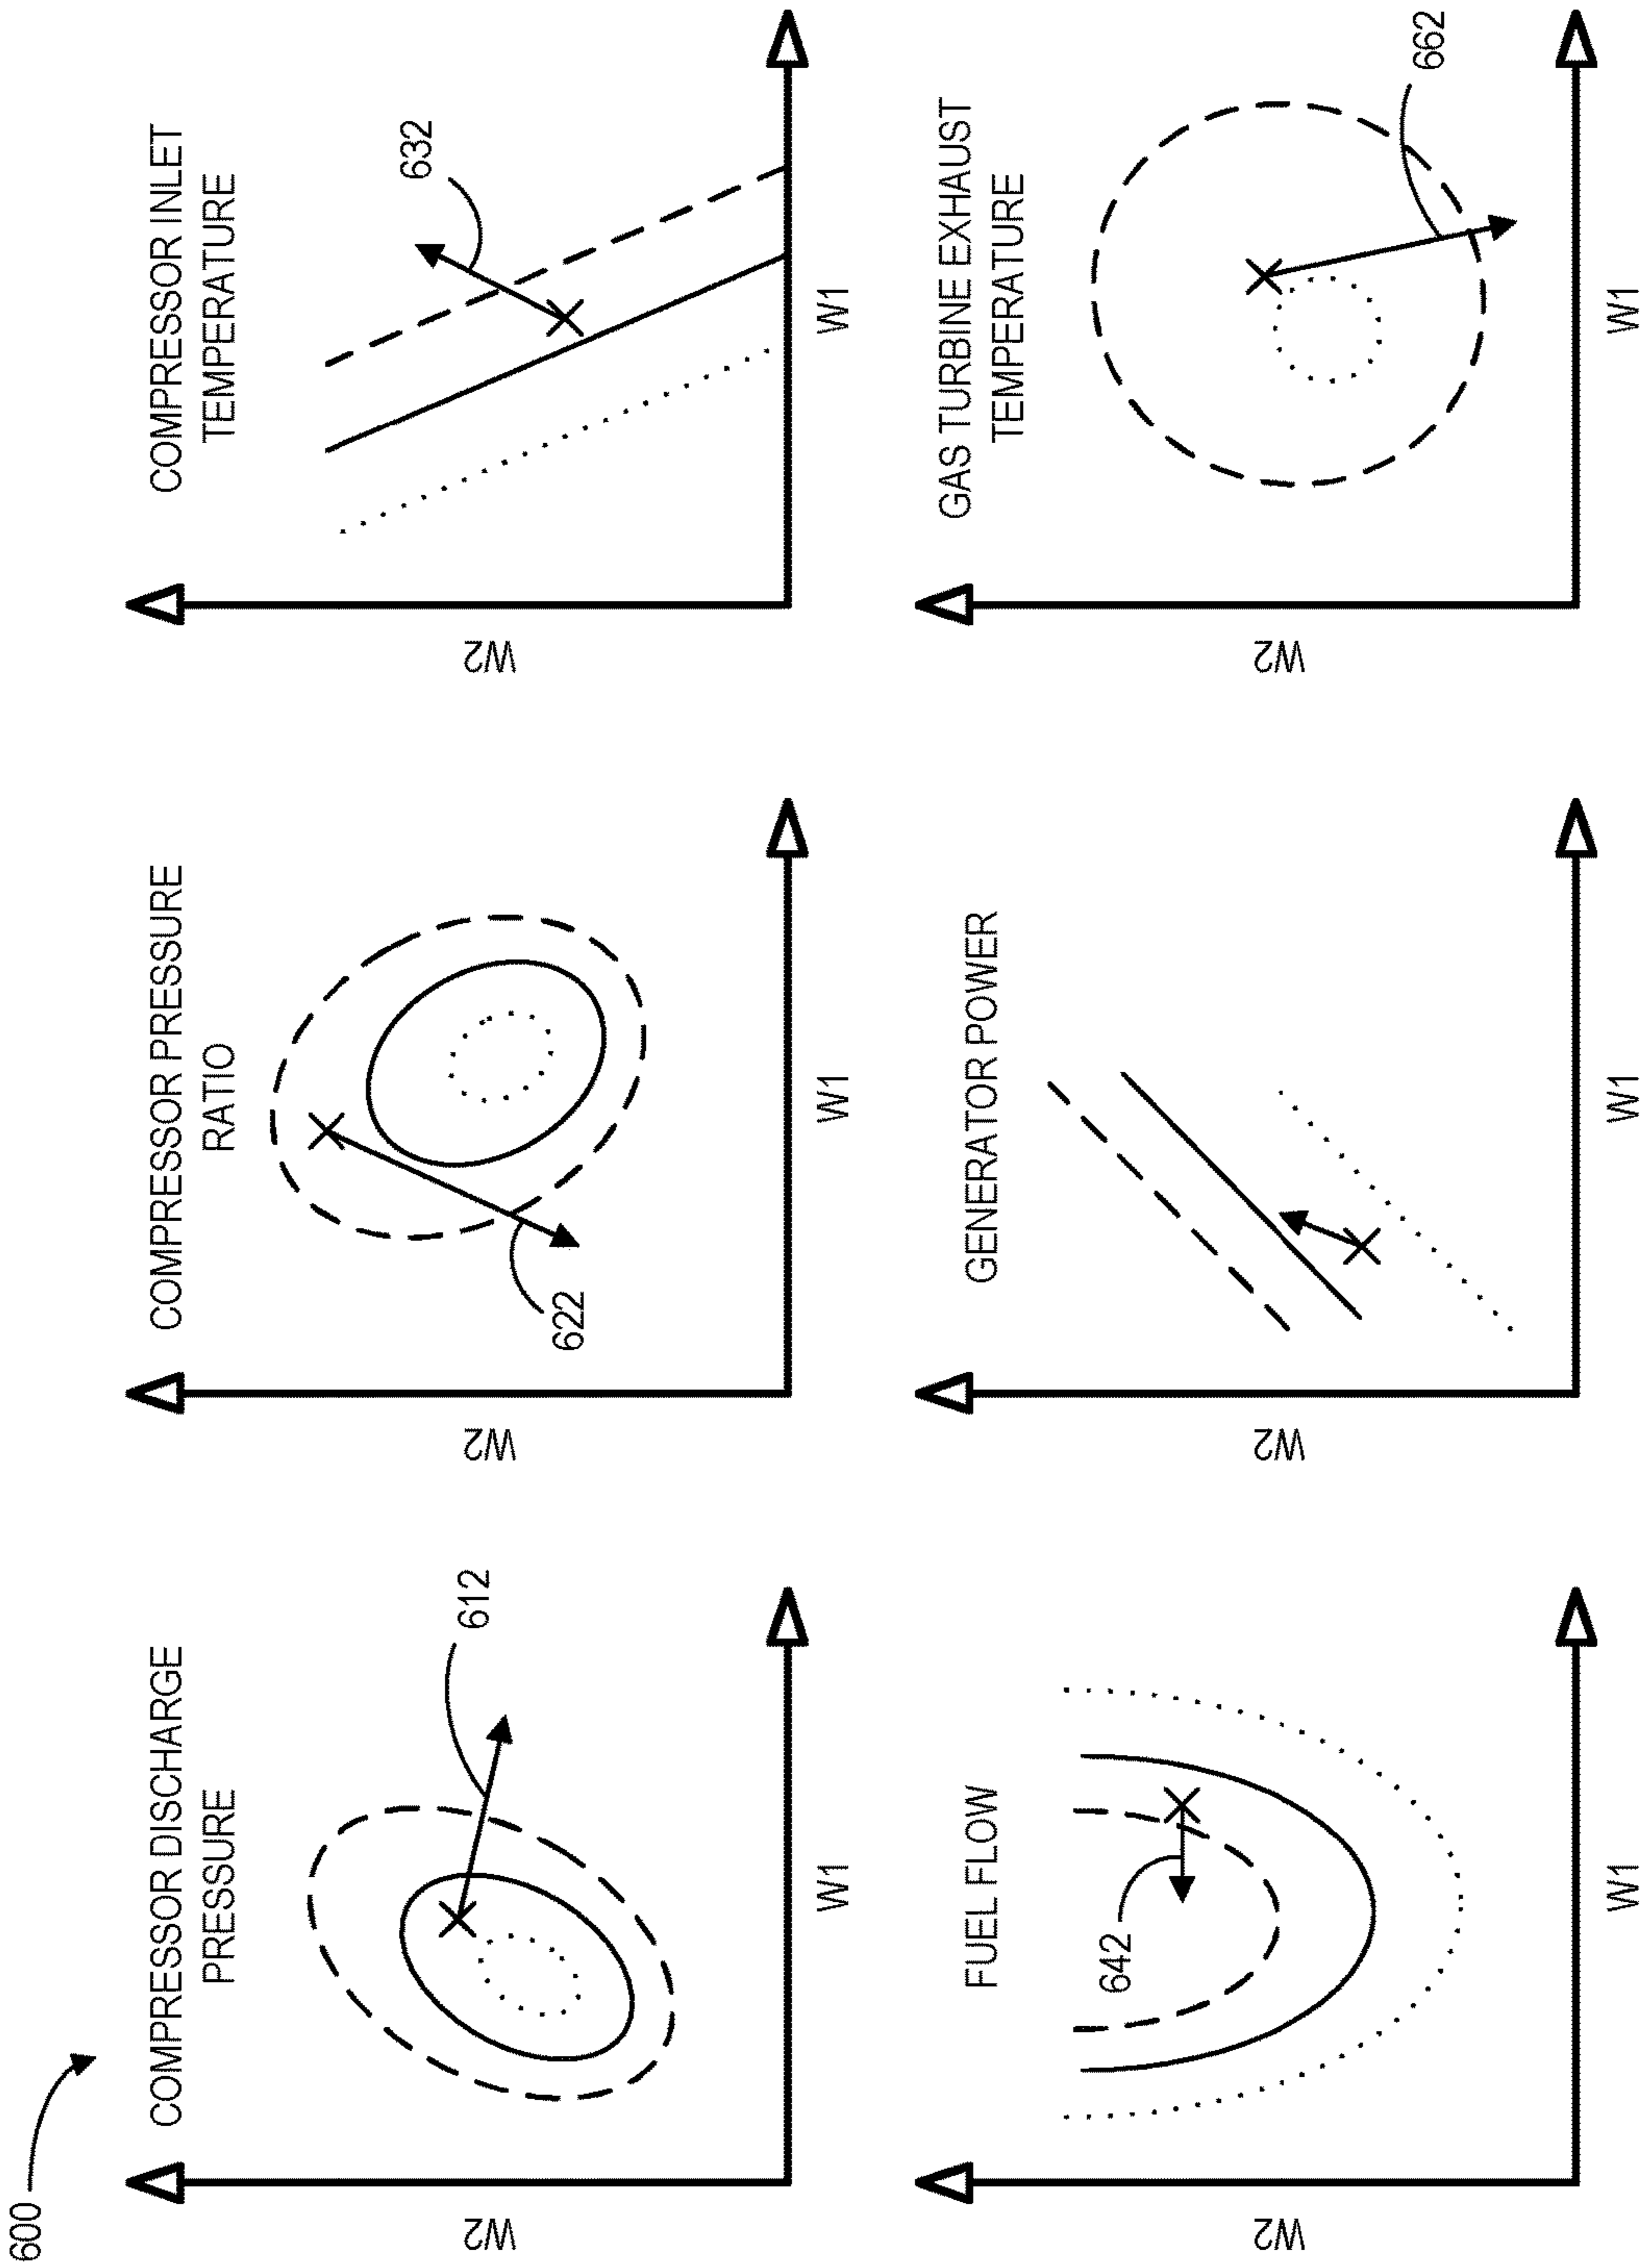 600
COMPRESSOR DISCHARGE
PRESSURE
612
W2
W1
COMPRESSOR PRESSURE
RATIO
622
W2
W1
COMPRESSOR INLET
TEMPERATURE
632
W2
W1
FUEL FLOW
642
W2
W1
GENERATOR POWER
W2
W1
GAS TURBINE EXHAUST
TEMPERATURE
662
W2
W1